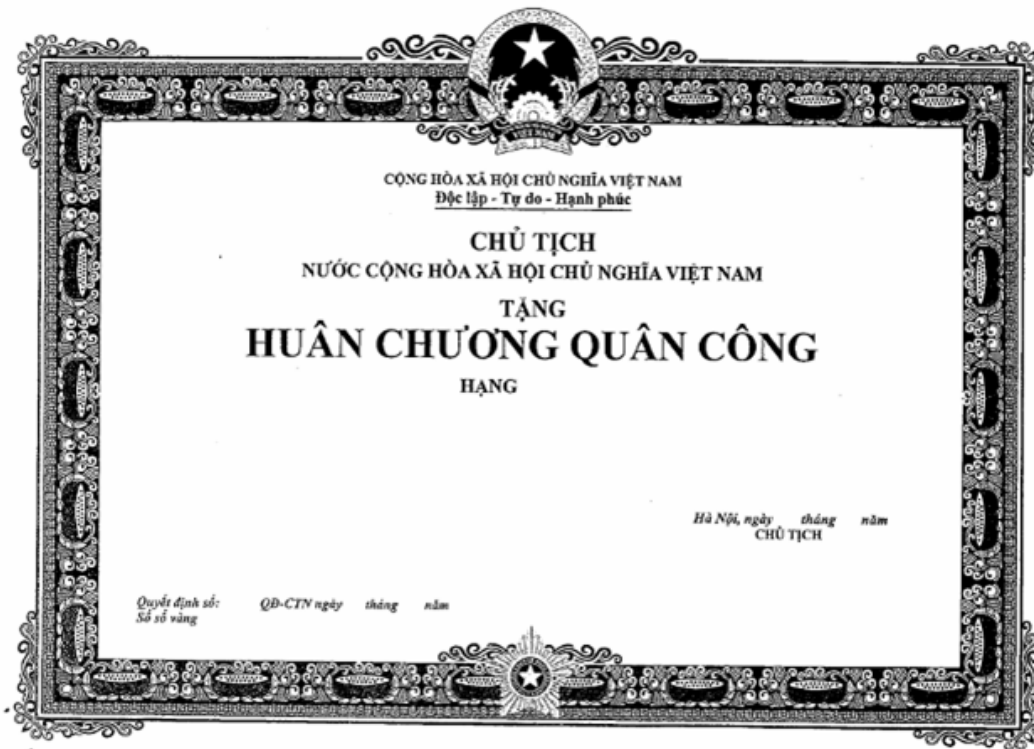 VIỆT NAM
CỘNG HÒA XÃ HỘI CHỦ NGHĨA VIỆT NAM
Độc lập - Tự do - Hạnh phúc
CHỦ TỊCH
NƯỚC CỘNG HÒA XÃ HỘI CHỦ NGHĨA VIỆT NAM
TẶNG
HUÂN CHƯƠNG QUÂN CÔNG
HẠNG
Hà Nội, ngày tháng năm
CHỦ TỊCH
Quyết định số: QĐ-CTN ngày tháng năm
Số sổ vàng